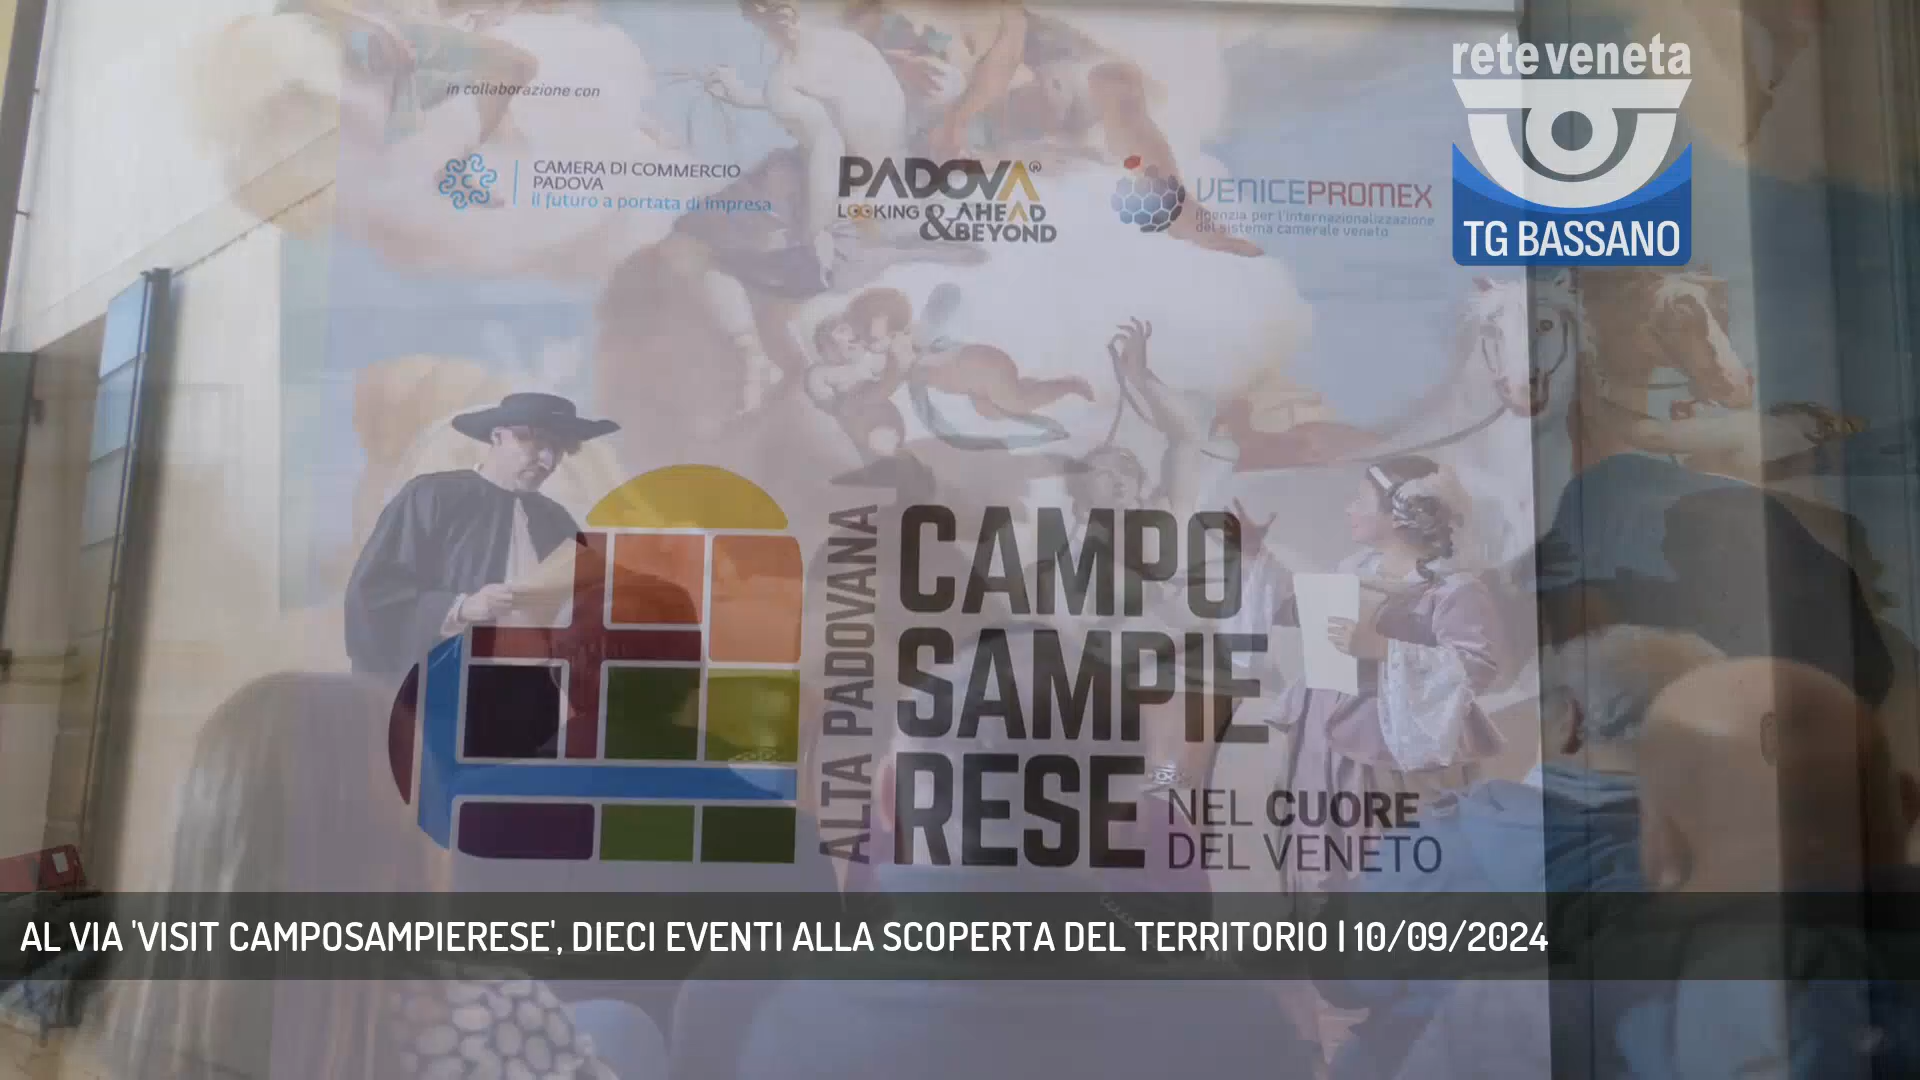 in collaborazione con
CAMERA DI COMMERCIO
PADOVA
il futuro a portata di impresa
PADOVA
LOOKING & AHEAD
BEYOND
VENICEPROMEX
Agenzia per l'internazionalizzazione
del sistema camerale veneto
reteveneta
TG BASSANO
ALTA PADOVANA
CAMPO
SAMPIE
RESE
NEL CUORE
DEL VENETO
AL VIA 'VISIT CAMPOSAMPIERESE', DIECI EVENTI ALLA SCOPERTA DEL TERRITORIO | 10/09/2024